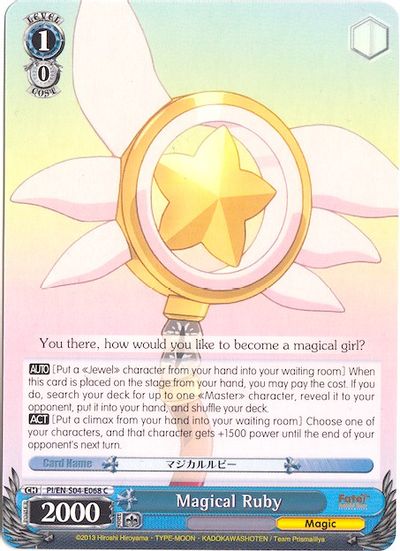 LEVEL
1
0
COST
You there, how would you like to become a magical girl?
AUTO [Put a «Jewel» character from your hand into your waiting room] When
this card is placed on the stage from your hand, you may pay the cost. If you
do, search your deck for up to one «Master» character, reveal it to your
opponent, put it into your hand, and shuffle your deck.
ACT [Put a climax from your hand into your waiting room] Choose one of
your characters, and that character gets +1500 power until the end of your
opponent's next turn.
Card Name マジカルルビー
CH PI/EN-S04-E068 C
2000
Magical Ruby
Fate
Magic
©2013 Hiroshi Hiroyama・TYPE-MOON・KADOKAWASHOTEN / Team Prismaillya